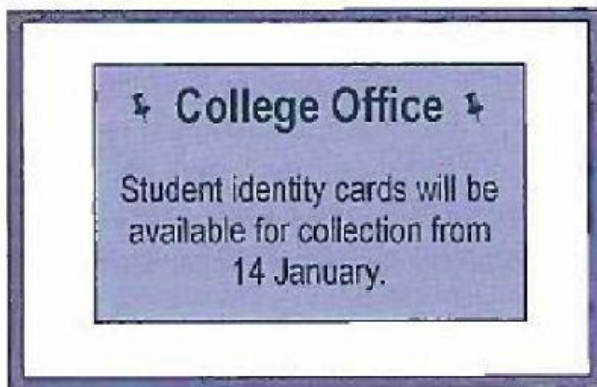 College Office
Student identity cards will be
available for collection from
14 January.